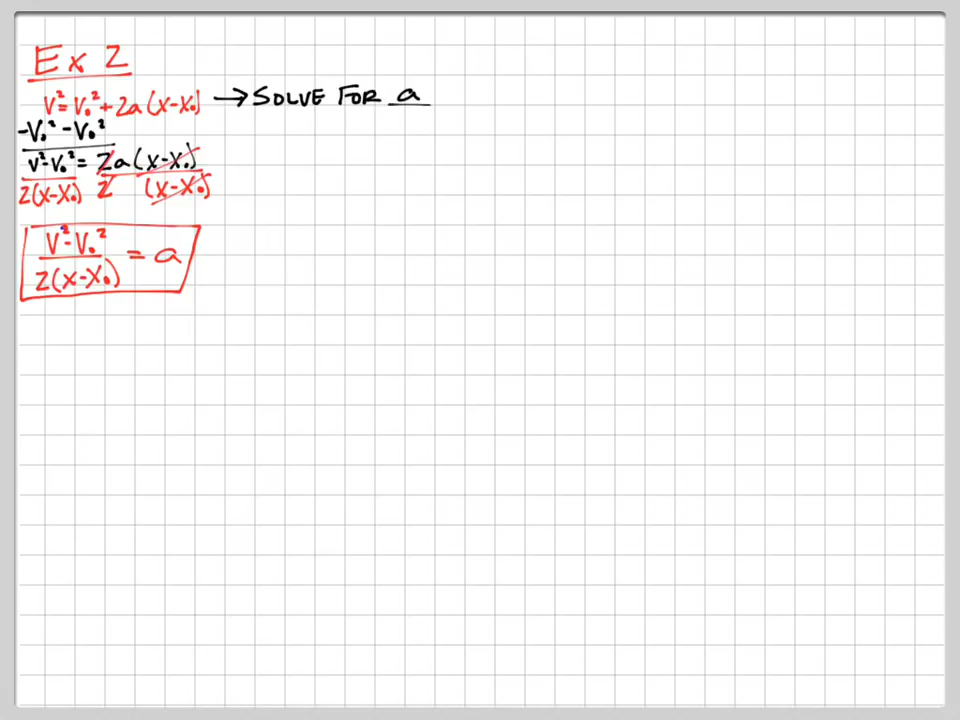 Ex 2
V² = V₀² + 2a(x-x₀) → SOLVE FOR a
-V₀² -V₀²
V²-V₀² = 2a(x-x₀)
2(x-x₀) 2 (x-x₀)
V²-V₀²
2(x-x₀) = a